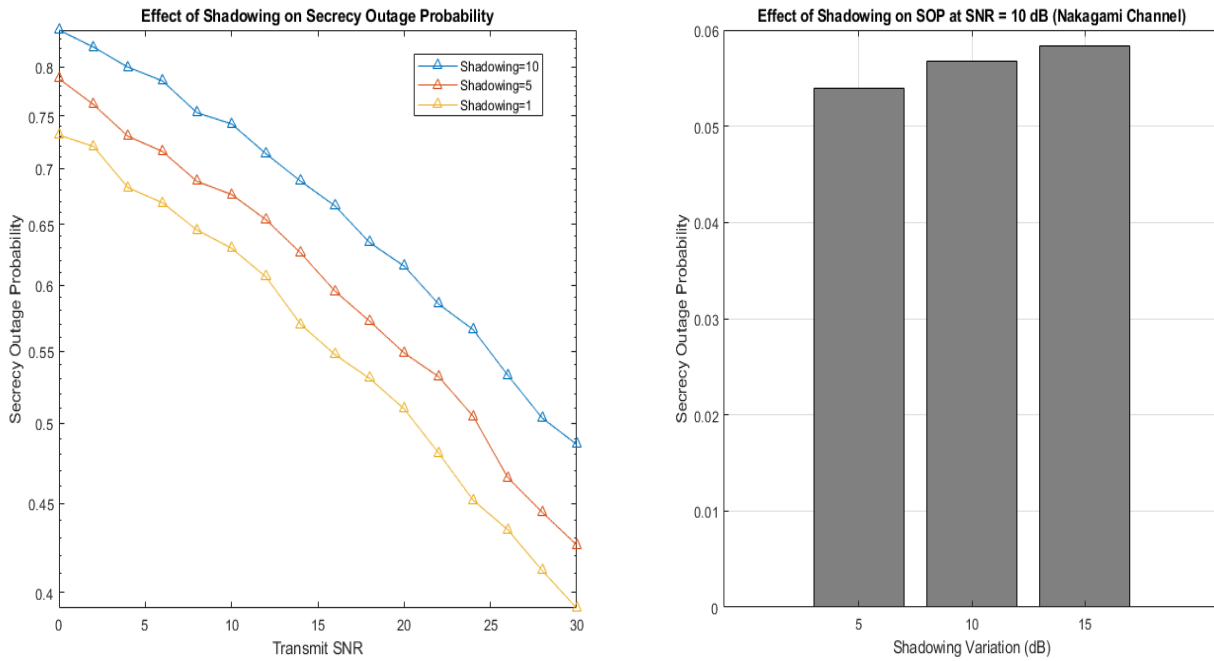 Effect of Shadowing on Secrecy Outage Probability
Shadowing=10
Shadowing=5
Shadowing=1
0.8
0.75
0.7
0.65
0.6
0.55
0.5
0.45
0.4
Secrecy Outage Probability
0 5 10 15 20 25 30
Transmit SNR
Effect of Shadowing on SOP at SNR = 10 dB (Nakagami Channel)
0.06
0.05
0.04
0.03
0.02
0.01
0
Secrecy Outage Probability
5 10 15
Shadowing Variation (dB)